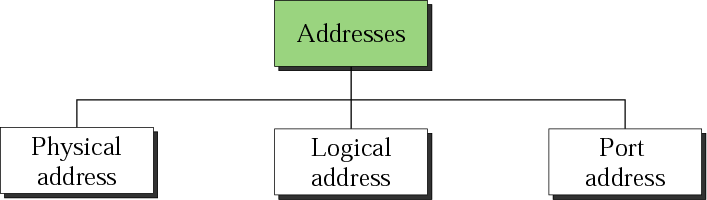 Addresses
Physical
address
Logical
address
Port
address